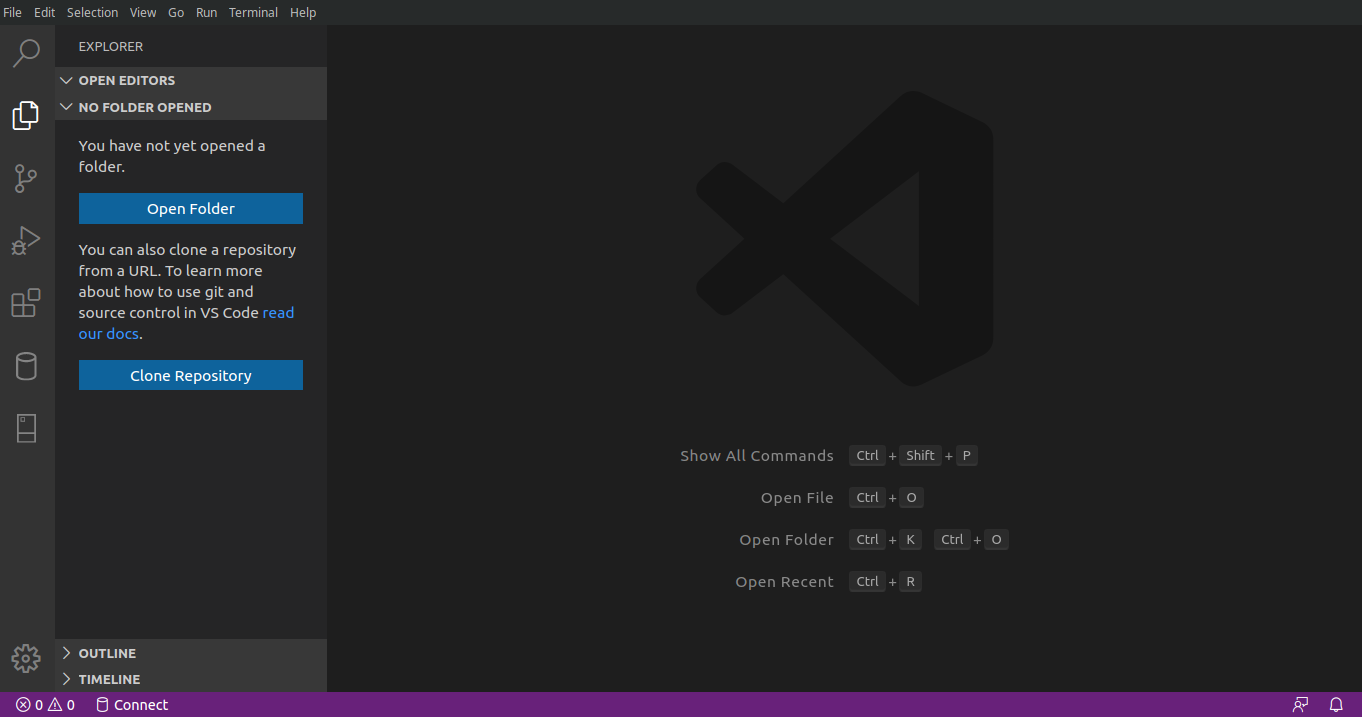 File Edit Selection View Go Run Terminal Help
EXPLORER
OPEN EDITORS
NO FOLDER OPENED
You have not yet opened a
folder.
Open Folder
You can also clone a repository
from a URL. To learn more
about how to use git and
source control in VS Code read
our docs.
Clone Repository
OUTLINE
TIMELINE
Show All Commands Ctrl + Shift + P
Open File Ctrl + O
Open Folder Ctrl + K Ctrl + O
Open Recent Ctrl + R
0 0 Connect